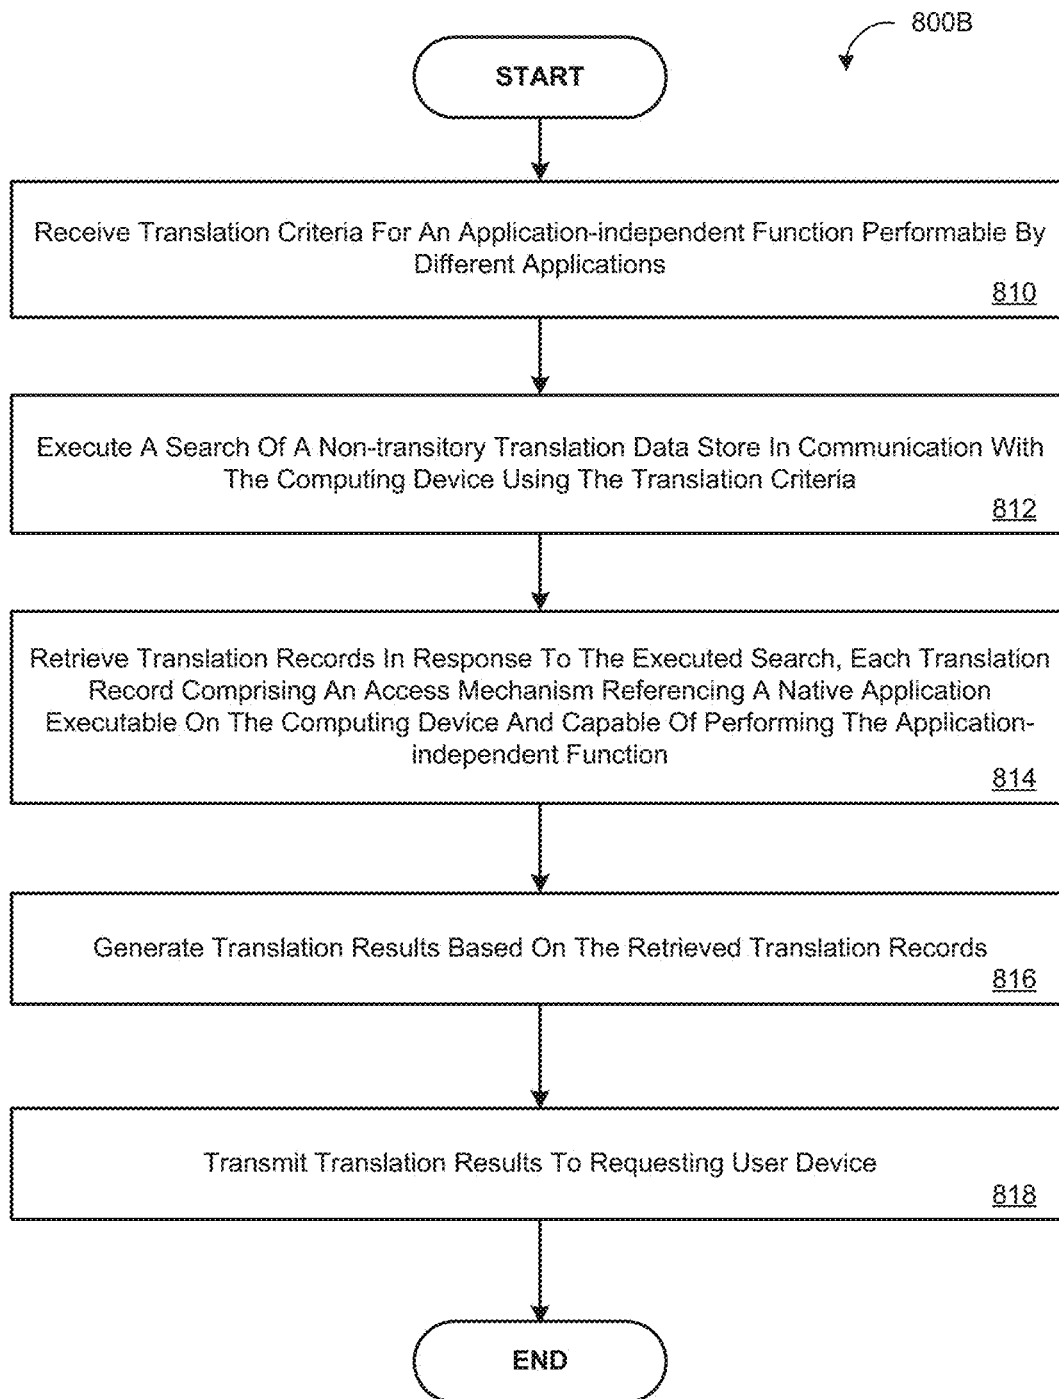 800B
START
Receive Translation Criteria For An Application-independent Function Performable By
Different Applications
810
Execute A Search Of A Non-transitory Translation Data Store In Communication With
The Computing Device Using The Translation Criteria
812
Retrieve Translation Records In Response To The Executed Search, Each Translation
Record Comprising An Access Mechanism Referencing A Native Application
Executable On The Computing Device And Capable Of Performing The Application-
independent Function
814
Generate Translation Results Based On The Retrieved Translation Records
816
Transmit Translation Results To Requesting User Device
818
END